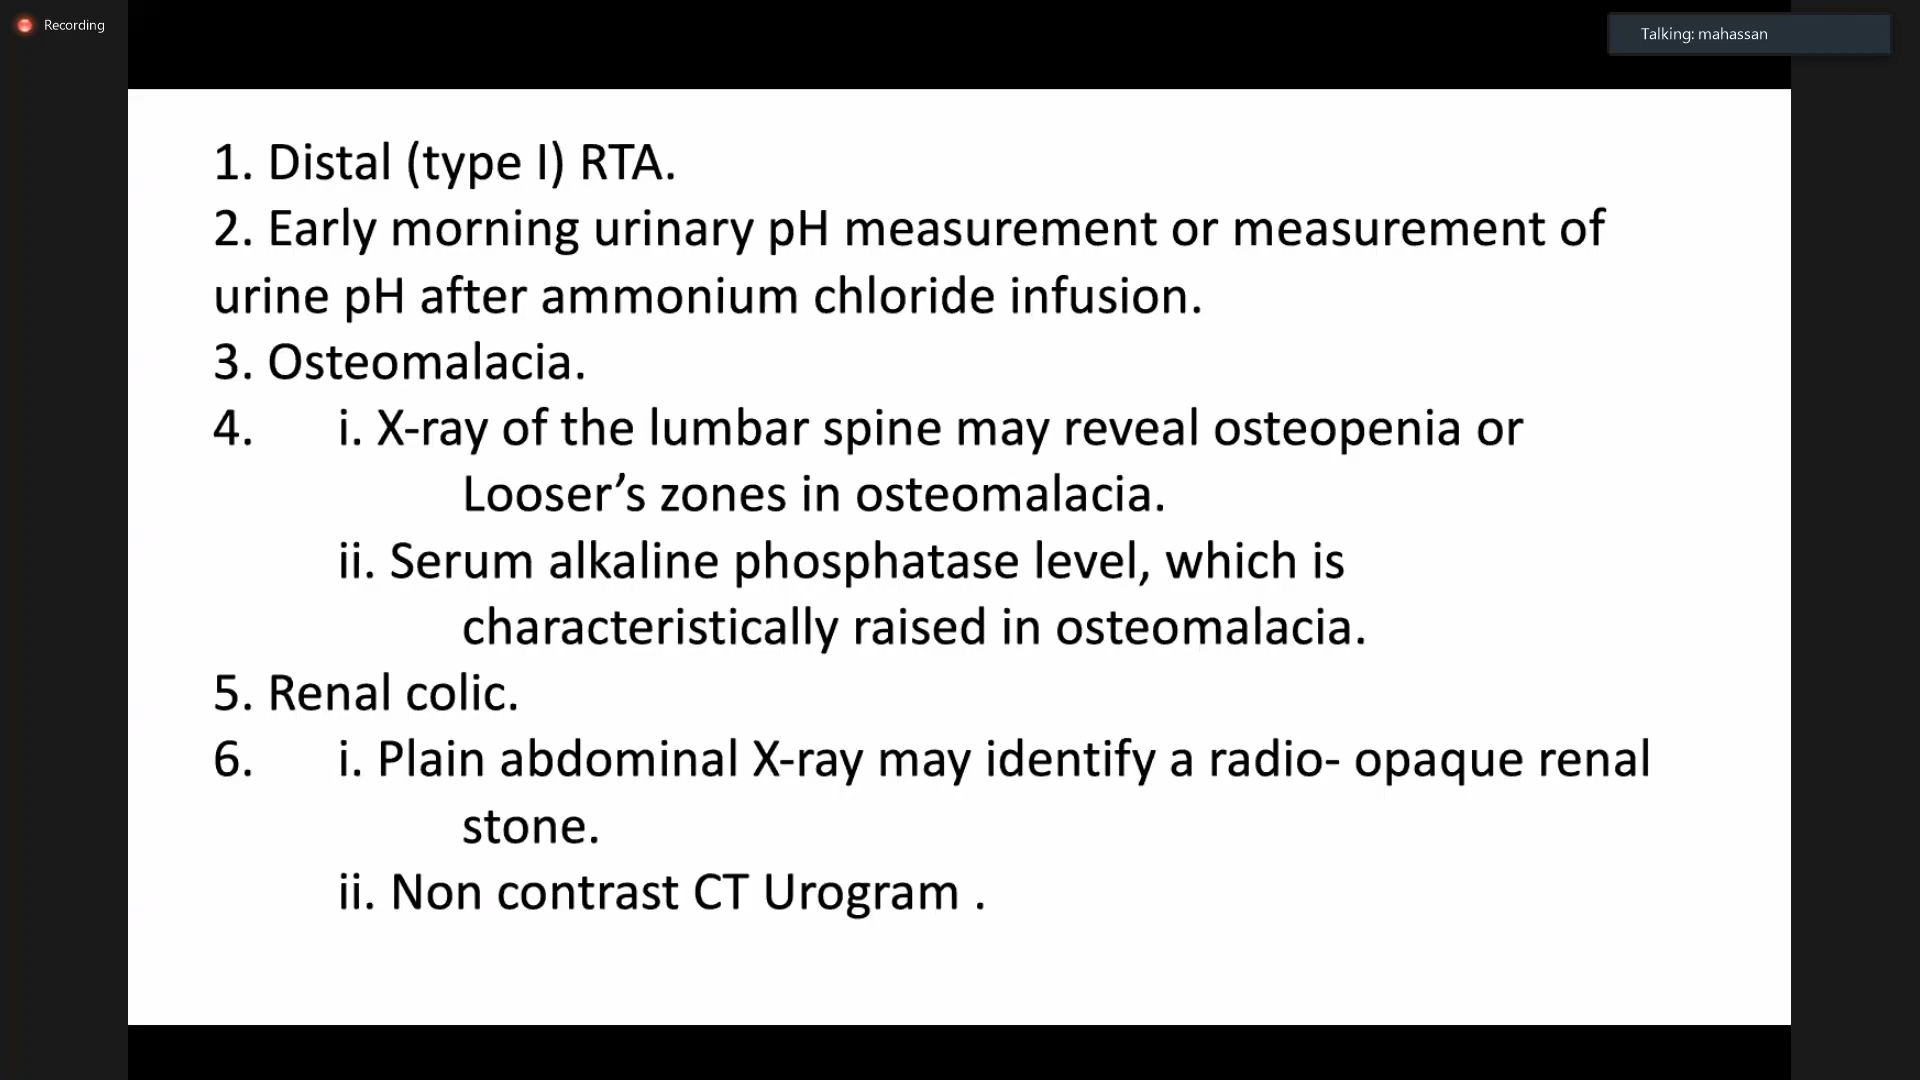 Recording
Talking: mahassan
1. Distal (type I) RTA.
2. Early morning urinary pH measurement or measurement of
urine pH after ammonium chloride infusion.
3. Osteomalacia.
4. i. X-ray of the lumbar spine may reveal osteopenia or
Looser’s zones in osteomalacia.
ii. Serum alkaline phosphatase level, which is
characteristically raised in osteomalacia.
5. Renal colic.
6. i. Plain abdominal X-ray may identify a radio- opaque renal
stone.
ii. Non contrast CT Urogram .